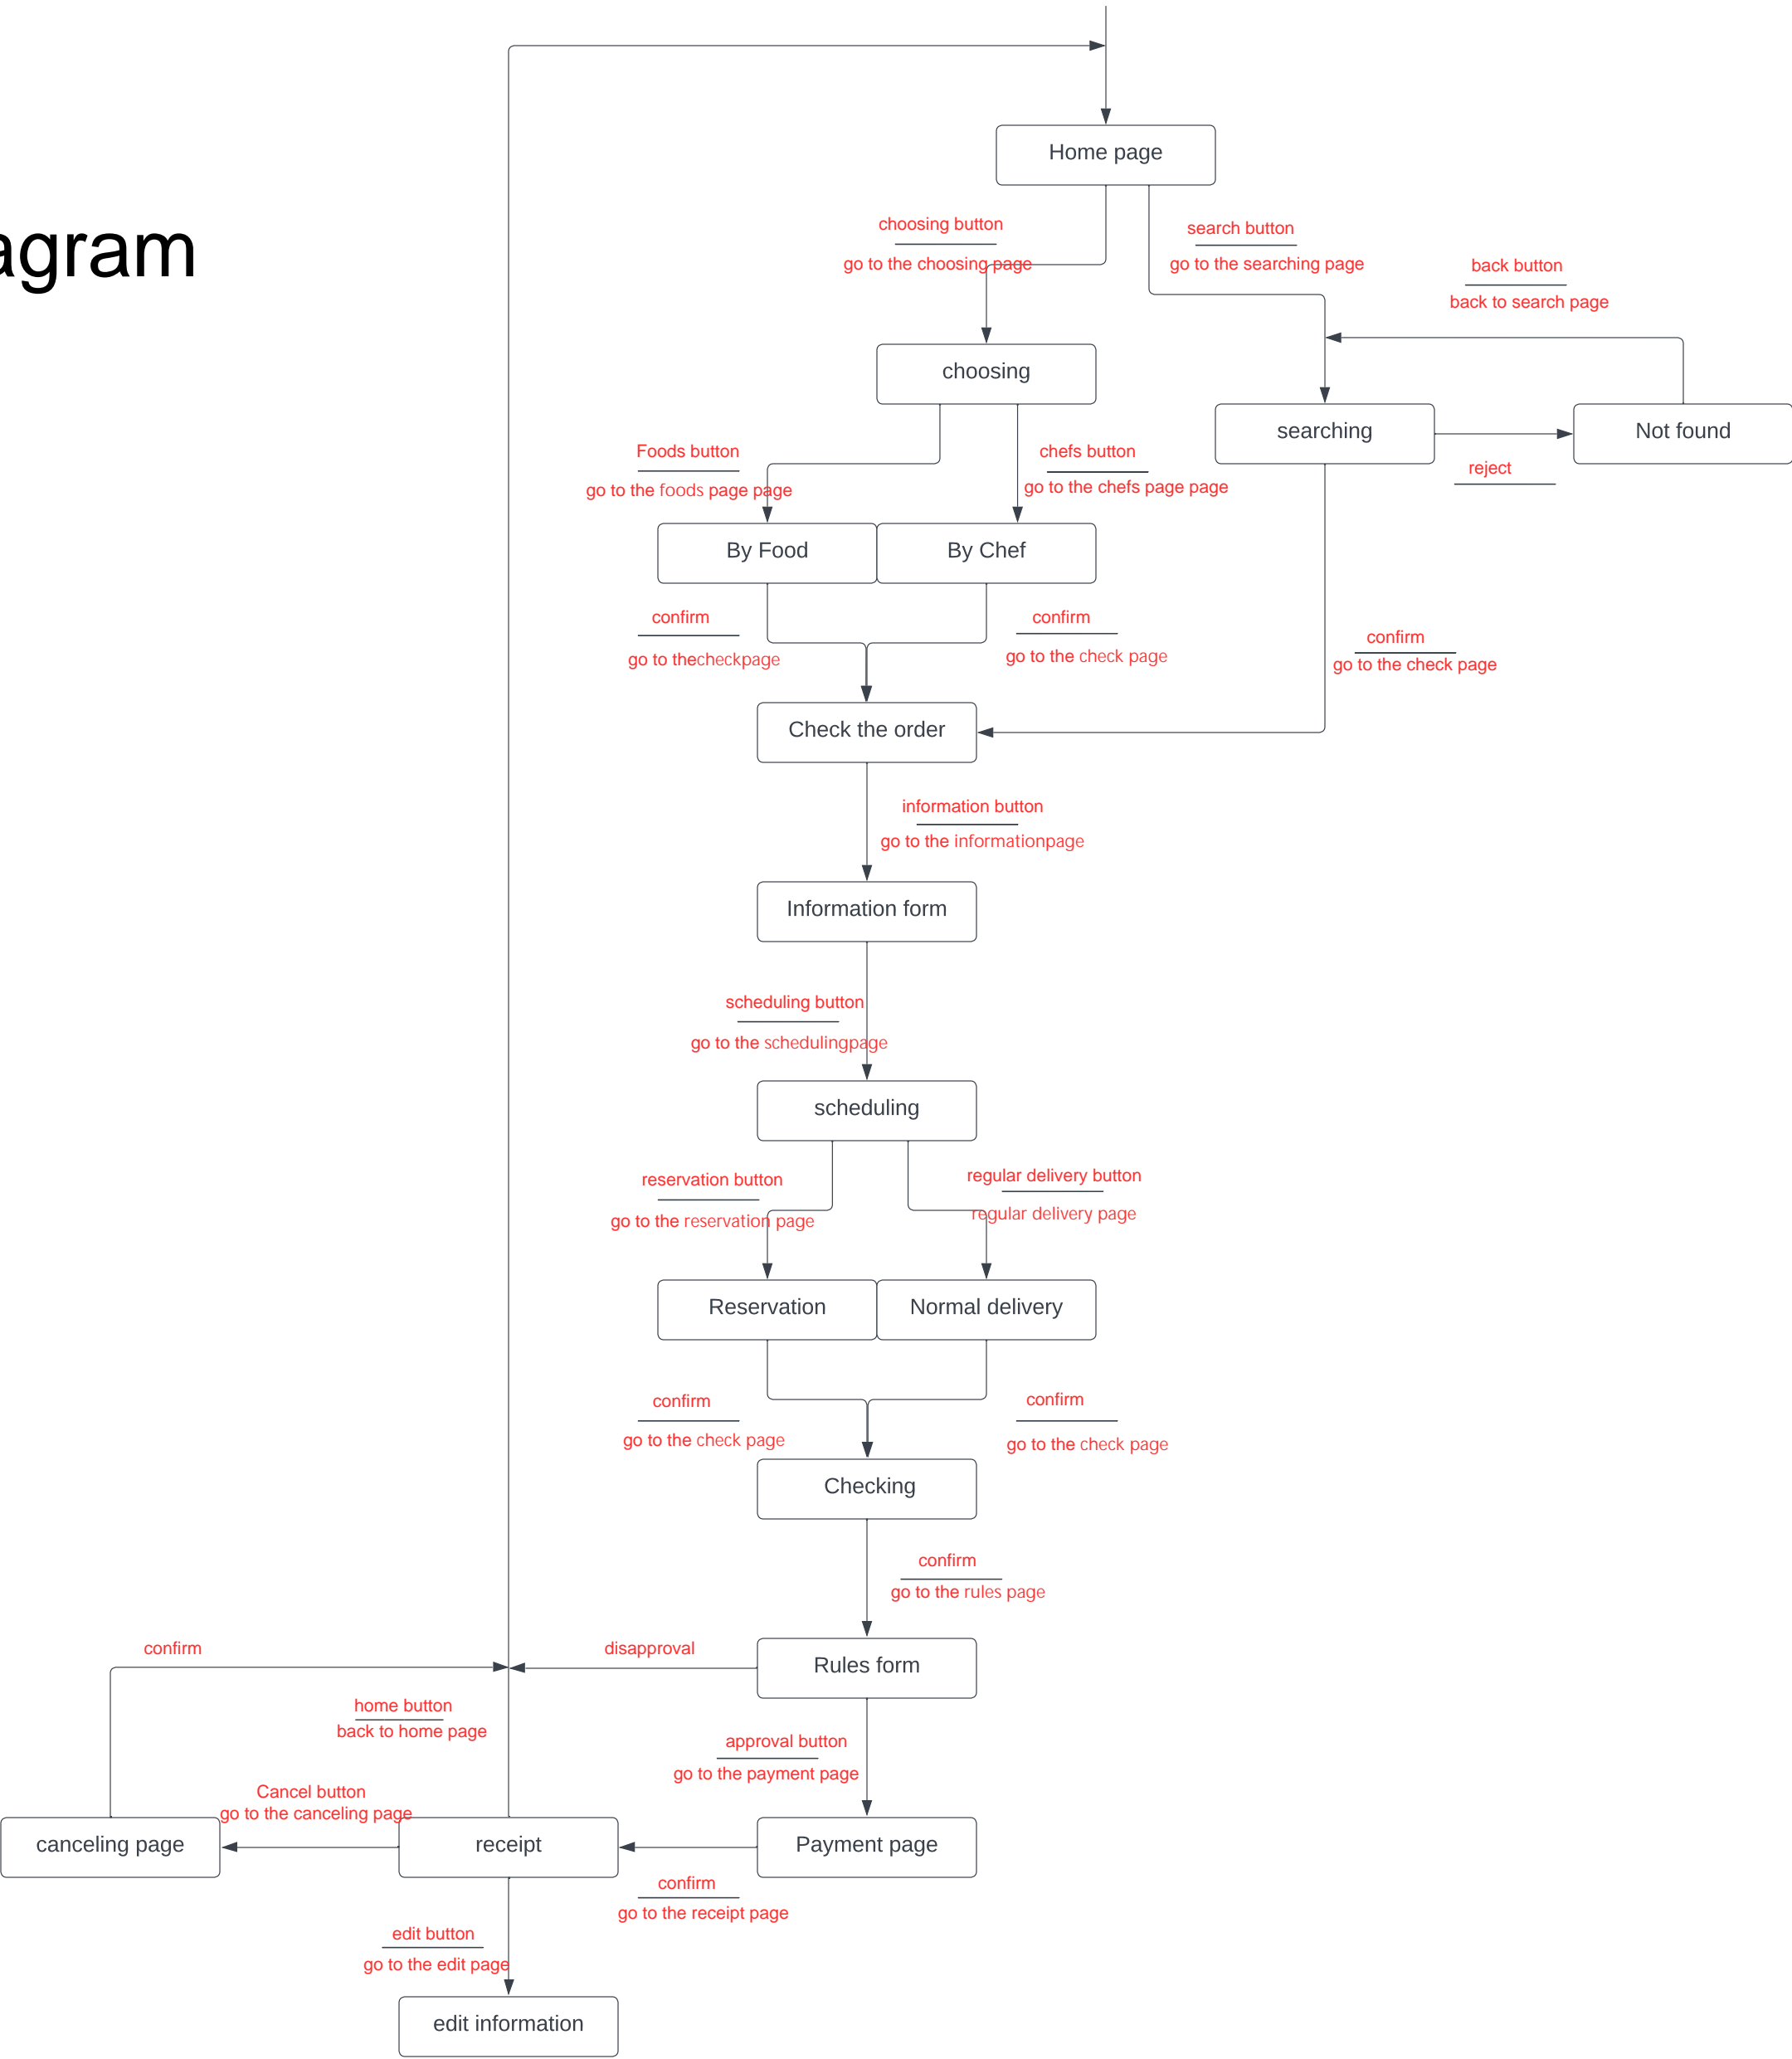 agram
Home page
choosing button
go to the choosing page
search button
go to the searching page
back button
back to search page
choosing
searching
Not found
reject
Foods button
go to the foods page page
chefs button
go to the chefs page page
By Food
By Chef
confirm
go to thecheckpage
confirm
go to the check page
confirm
go to the check page
Check the order
information button
go to the informationpage
Information form
scheduling button
go to the schedulingpage
scheduling
reservation button
go to the reservation page
regular delivery button
regular delivery page
Reservation
Normal delivery
confirm
go to the check page
confirm
go to the check page
Checking
confirm
go to the rules page
confirm
disapproval
Rules form
home button
back to home page
approval button
go to the payment page
Cancel button
go to the canceling page
canceling page
receipt
Payment page
confirm
go to the receipt page
edit button
go to the edit page
edit information